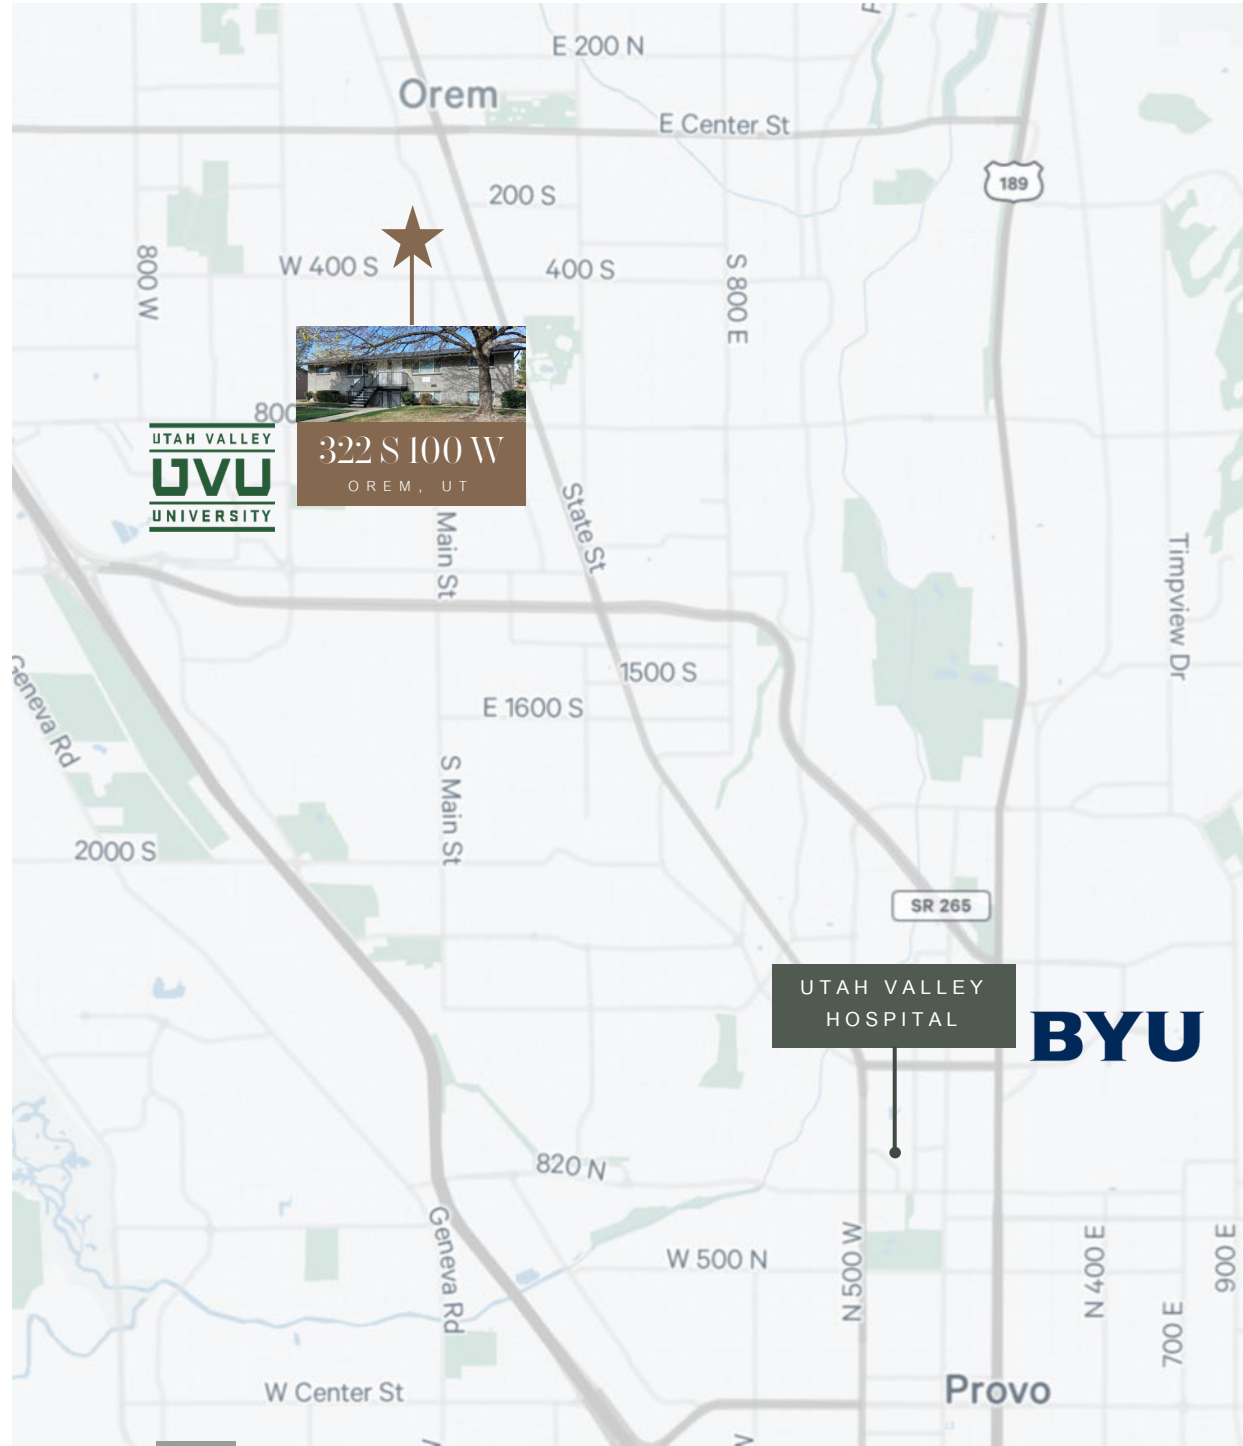 E 200 N
Orem
E Center St
189
200 S
800 W
W 400 S
400 S
S 800 E
800
322 S 100 W
OREM, UT
UTAH VALLEY
UVU
UNIVERSITY
Main St
State St
Timpview Dr
1500 S
E 1600 S
Geneva Rd
S Main St
2000 S
SR 265
UTAH VALLEY
HOSPITAL
BYU
820 N
Geneva Rd
W 500 N
N 500 W
N 400 E
900 E
700 E
W Center St
Provo